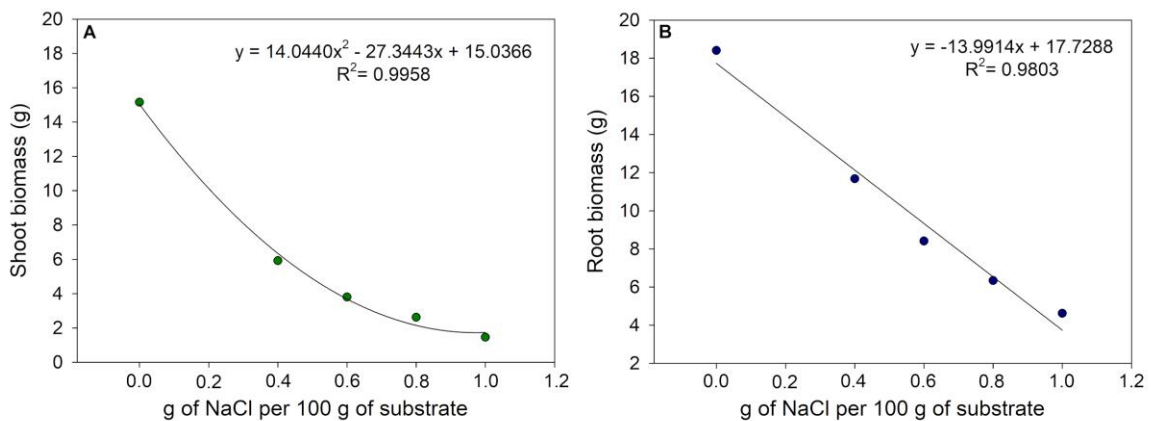 A
y = 14.0440x² - 27.3443x + 15.0366
R²= 0.9958
Shoot biomass (g)
20
18
16
14
12
10
8
6
4
2
0
0.0 0.2 0.4 0.6 0.8 1.0 1.2
g of NaCl per 100 g of substrate
B
y = -13.9914x + 17.7288
R²= 0.9803
Root biomass (g)
20
18
16
14
12
10
8
6
4
2
0.0 0.2 0.4 0.6 0.8 1.0 1.2
g of NaCl per 100 g of substrate